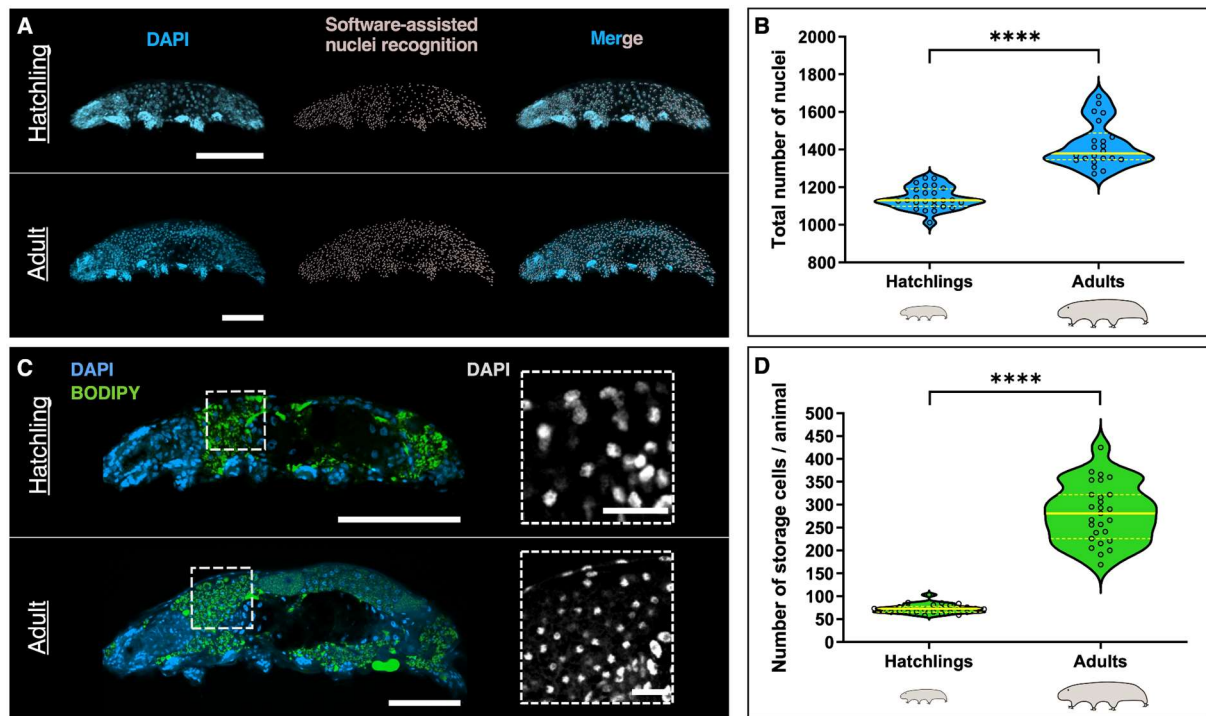 A
DAPI
Software-assisted
nuclei recognition
Merge
Hatchling
Adult
B
****
Total number of nuclei
2000
1800
1600
1400
1200
1000
800
Hatchlings
Adults
C
DAPI
BODIPY
DAPI
Hatchling
Adult
D
****
Number of storage cells / animal
500
450
400
350
300
250
200
150
100
50
0
Hatchlings
Adults